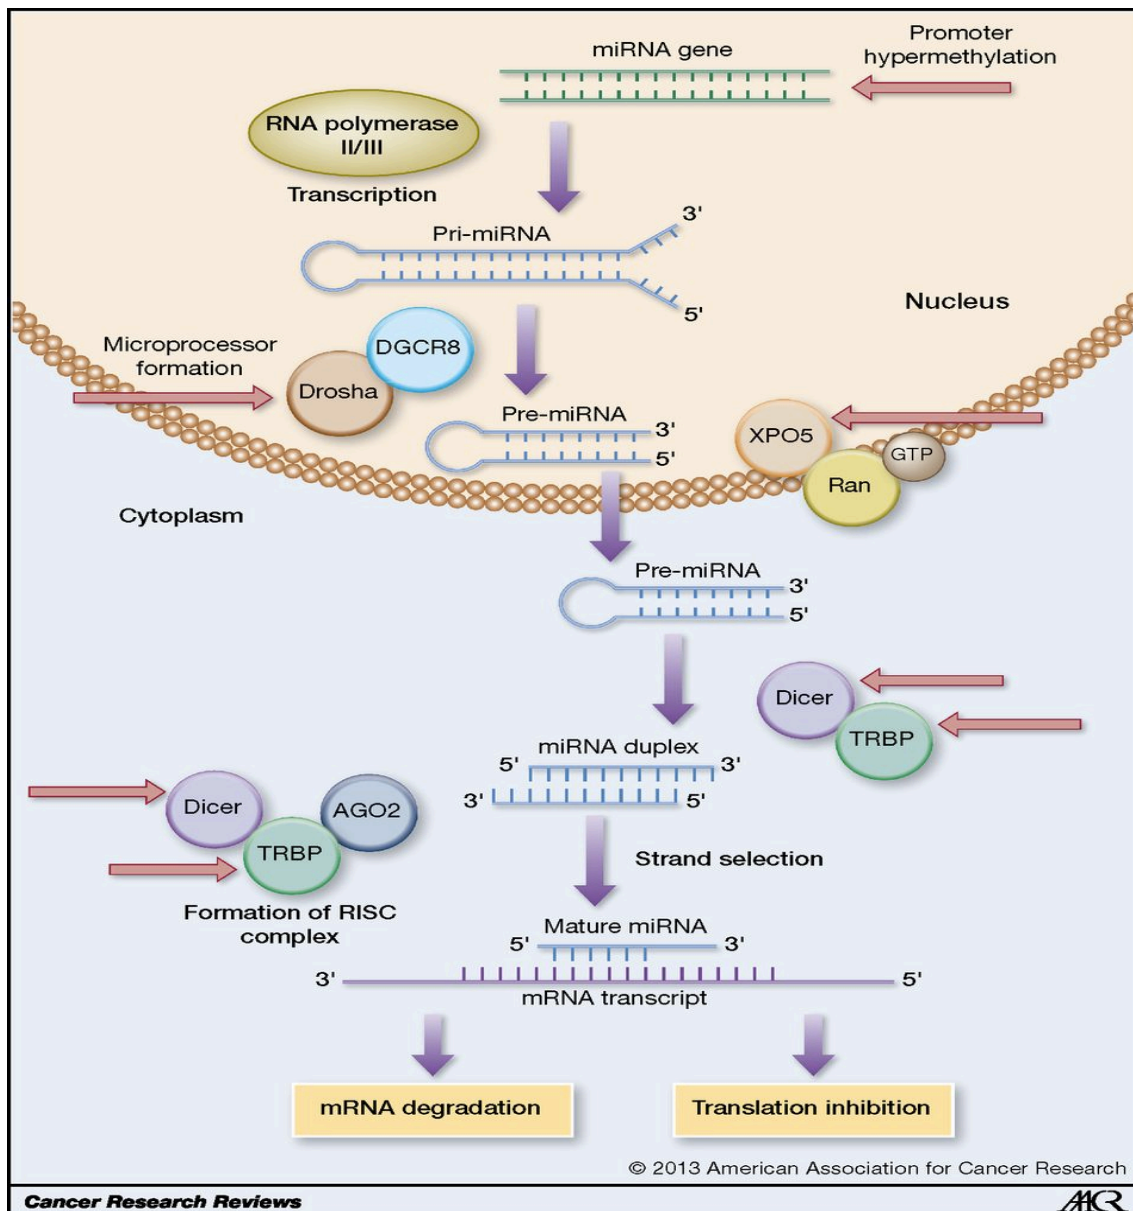 miRNA gene
Promoter
hypermethylation
RNA polymerase
II/III
Transcription
Pri-miRNA
3'
5'
Nucleus
Microprocessor
formation
DGCR8
Drosha
Pre-miRNA
3'
5'
XPO5
GTP
Ran
Cytoplasm
Pre-miRNA
3'
5'
Dicer
TRBP
miRNA duplex
5'
3'
3'
5'
Dicer
AGO2
TRBP
Formation of RISC
complex
Strand selection
Mature miRNA
5'
3'
3'
5'
mRNA transcript
mRNA degradation
Translation inhibition
© 2013 American Association for Cancer Research
Cancer Research Reviews
AACR